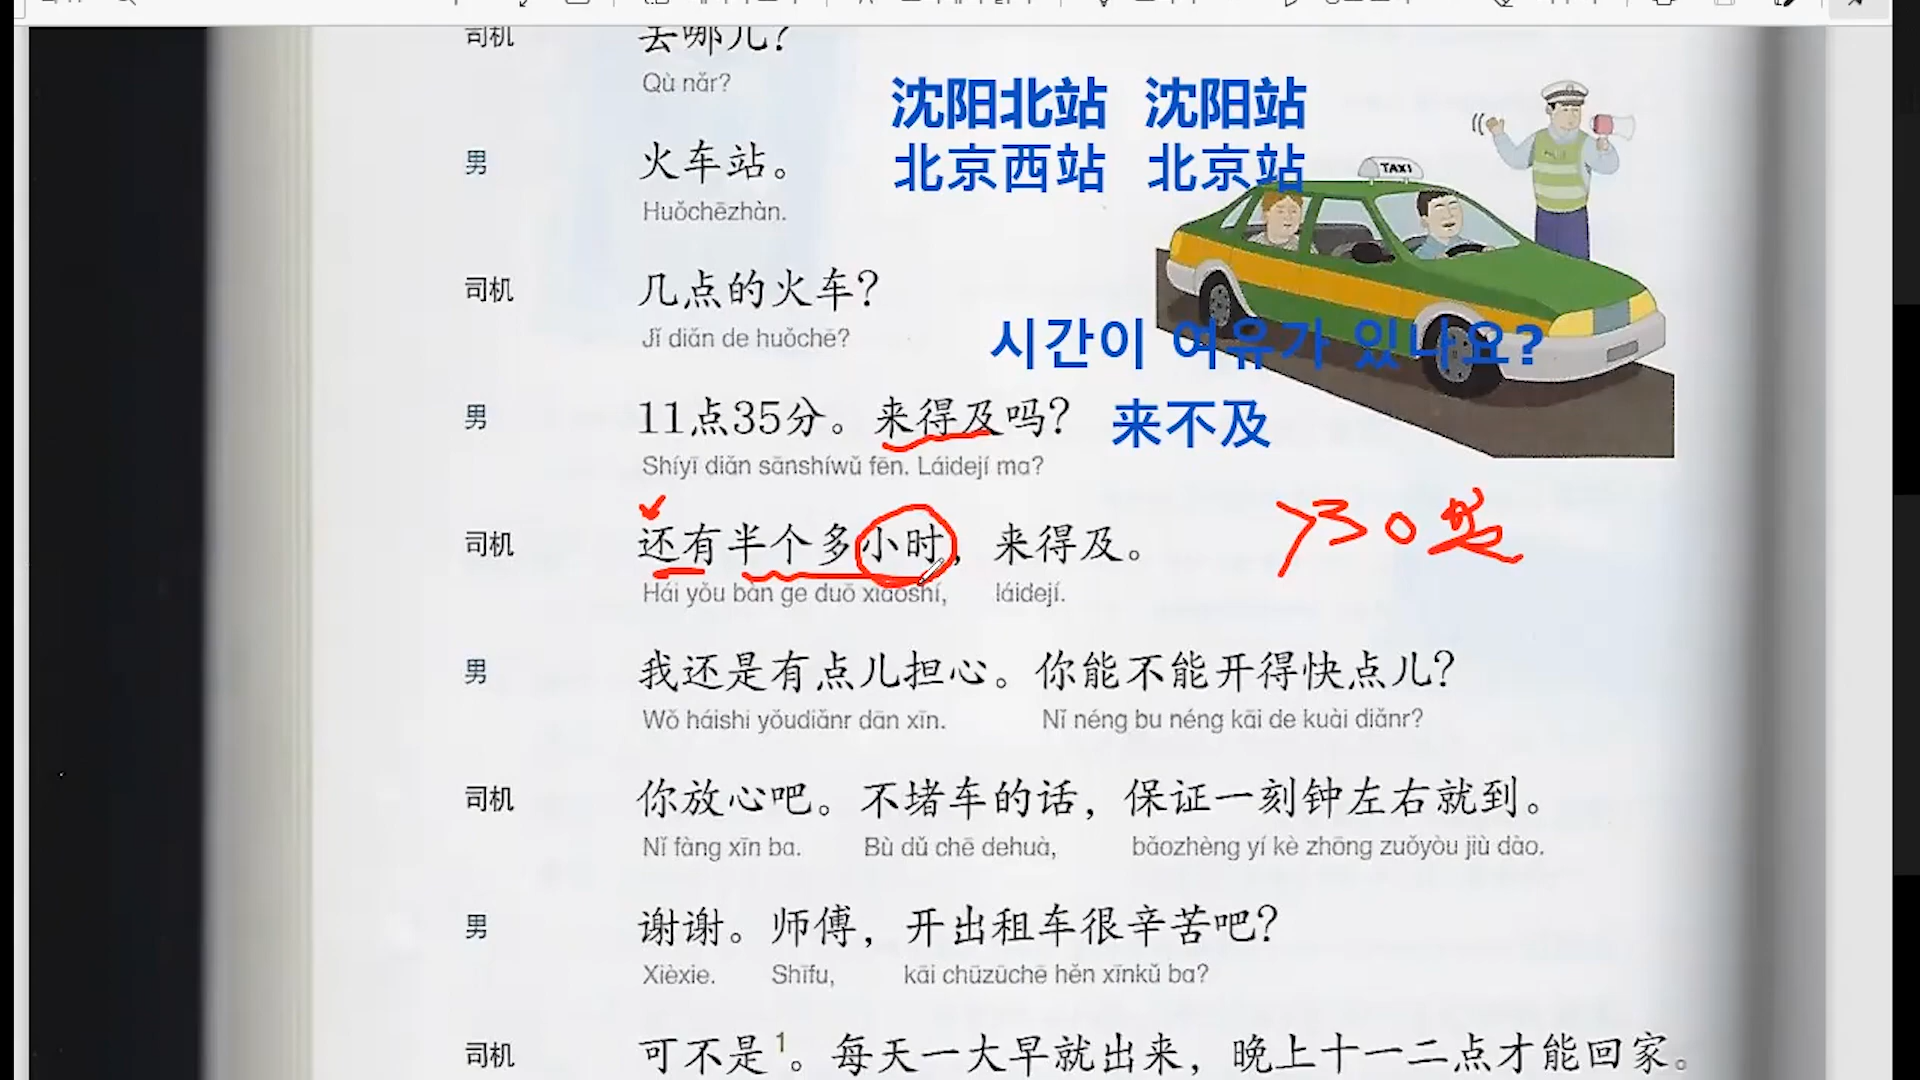 司机 去哪儿?
Qù nǎr?
沈阳北站 沈阳站
男 火车站。
北京西站 北京站
Huǒchēzhàn.
TAXI
司机 几点的火车?
Jǐ diǎn de huǒchē?
시간이 여유가 있나요?
男 11点35分。来得及吗?
来不及
Shíyī diǎn sānshíwǔ fēn. Láidejí ma?
司机 还有半个多小时，来得及。
Hái yǒu bàn ge duō xiǎoshí, láidejí.
男 我还是有点儿担心。你能不能开得快点儿?
Wǒ háishi yǒudiǎnr dān xīn. Nǐ néng bu néng kāi de kuài diǎnr?
司机 你放心吧。不堵车的话，保证一刻钟左右就到。
Nǐ fàng xīn ba. Bù dǔ chē dehuà, bǎozhèng yí kè zhōng zuǒyòu jiù dào.
男 谢谢。师傅，开出租车很辛苦吧?
Xièxie. Shīfu, kāi chūzūchē hěn xīnkǔ ba?
司机 可不是1。每天一大早就出来，晚上十一二点才能回家。